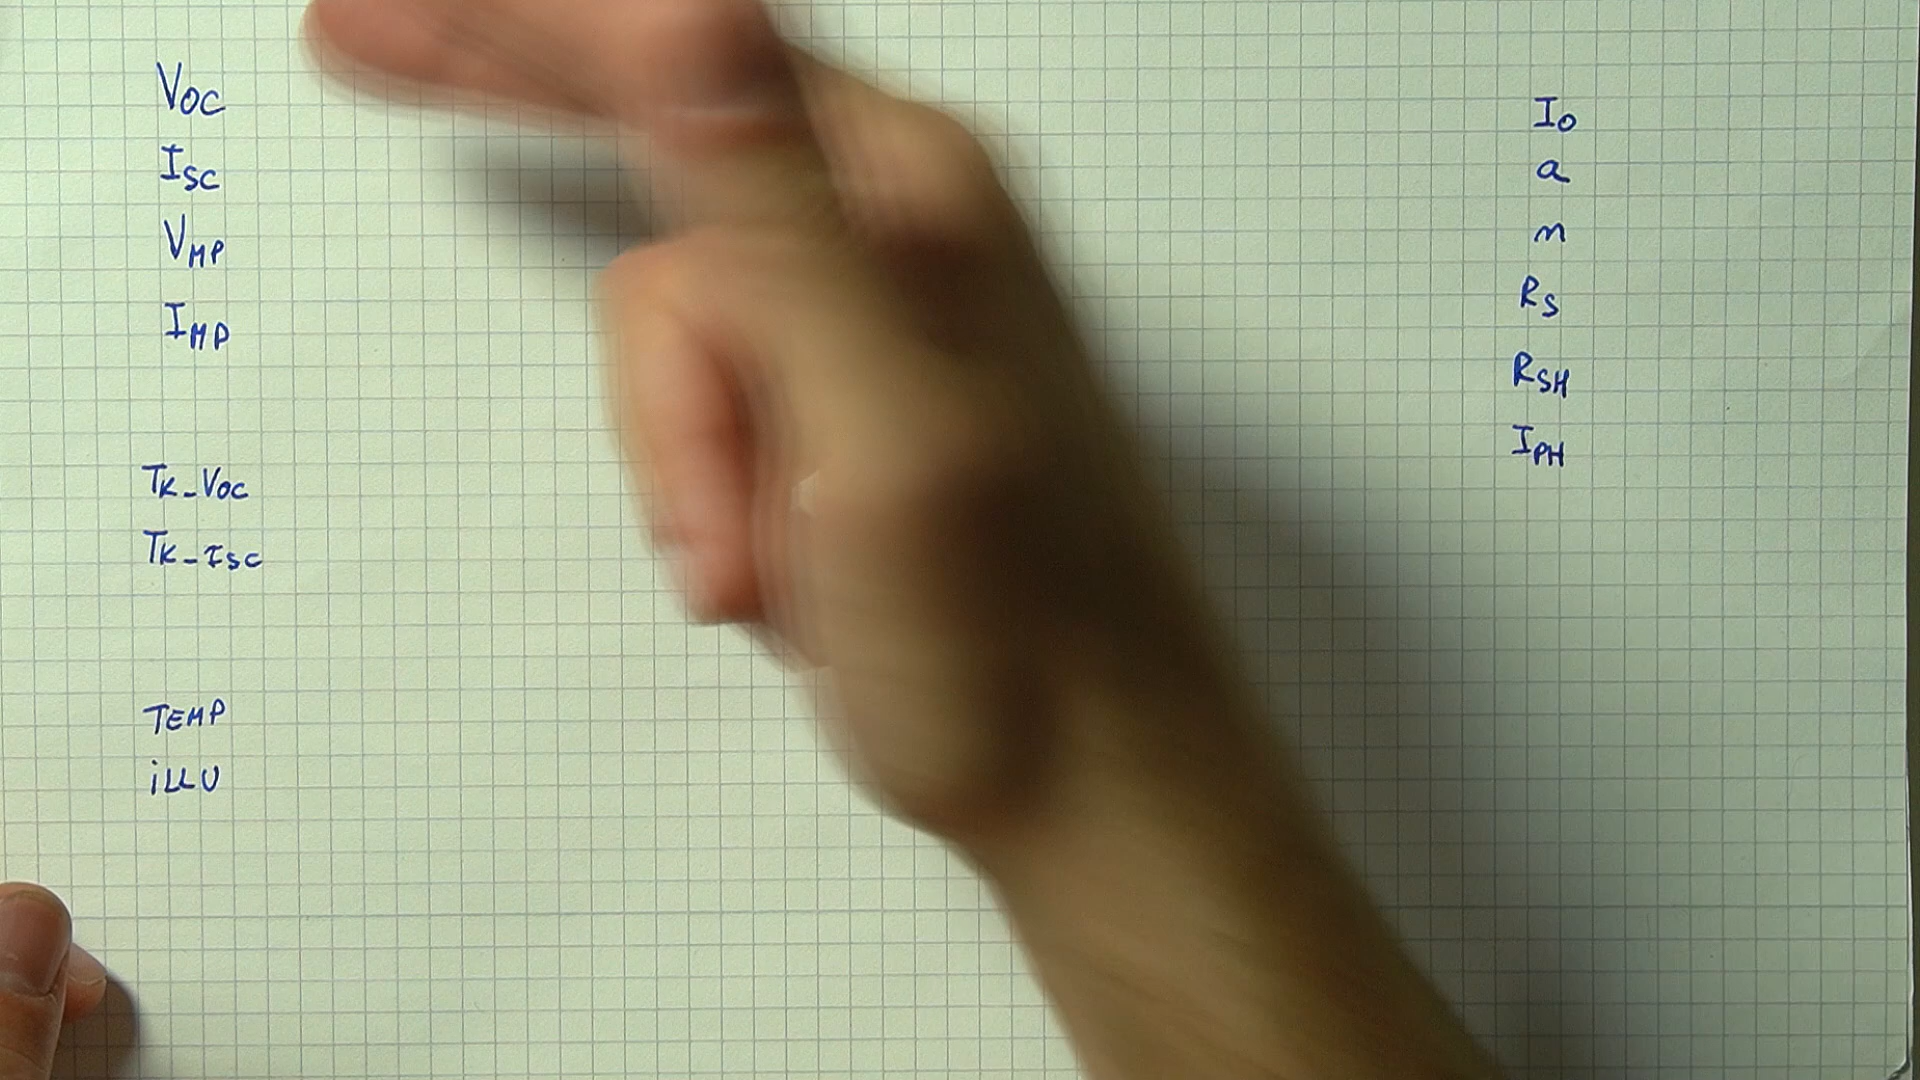 Voc
Isc
VMP
IMP
TK_Voc
TK_Isc
TEMP
iLLU
Io
a
n
Rs
RSH
IPH